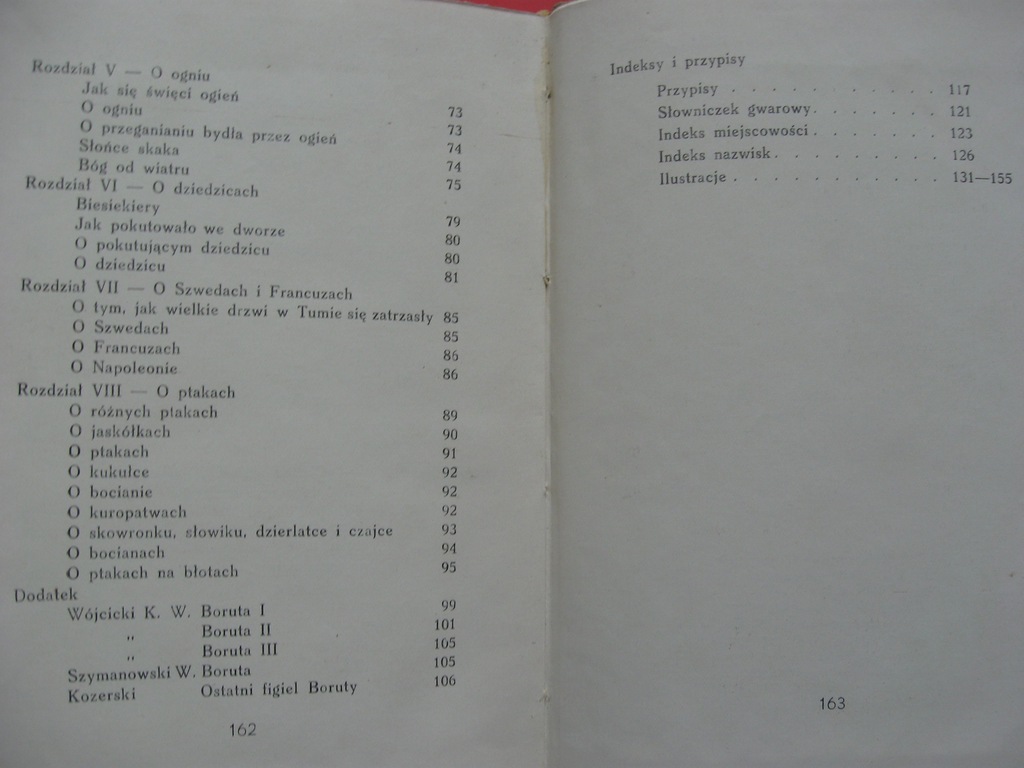 Rozdział V — O ogniu
Jak się święci ogień 73
O ogniu 73
O przeganianiu bydła przez ogień 74
Słońce skaka 74
Bóg od wiatru 75
Rozdział VI — O dziedzicach
Biesiekiery 79
Jak pokutowało we dworze 80
O pokutującym dziedzicu 80
O dziedzicu 81
Rozdział VII — O Szwedach i Francuzach
O tym, jak wielkie drzwi w Tumie się zatrzasły 85
O Szwedach 85
O Francuzach 86
O Napoleonie 86
Rozdział VIII — O ptakach
O różnych ptakach 89
O jaskółkach 90
O ptakach 91
O kukułce 92
O bocianie 92
O kuropatwach 92
O skowronku, słowiku, dzierlatce i czajce 93
O bocianach 94
O ptakach na błotach 95
Dodatek
Wójcicki K. W. Boruta I 99
„ Boruta II 101
„ Boruta III 105
Szymanowski W. Boruta 105
Kozerski Ostatni figiel Boruty 106
162
Indeksy i przypisy
Przypisy . . . . . . . . . . . 117
Słowniczek gwarowy . . . . . . . 121
Indeks miejscowości . . . . . . . 123
Indeks nazwisk . . . . . . . . . 126
Ilustracje . . . . . . . . . . . 131—155
163